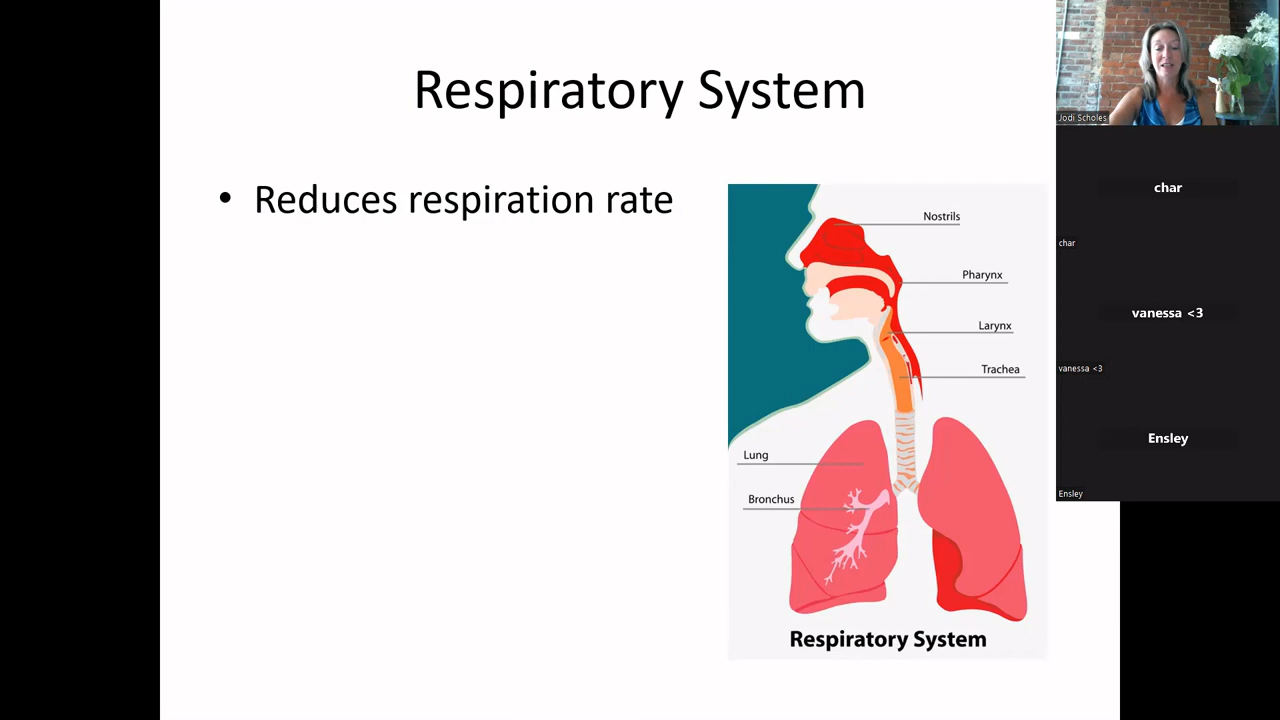 Respiratory System
• Reduces respiration rate
Nostrils
Pharynx
Larynx
Trachea
Lung
Bronchus
Respiratory System
Jodi Scholes
char
char
vanessa <3
vanessa <3
Ensley
Ensley